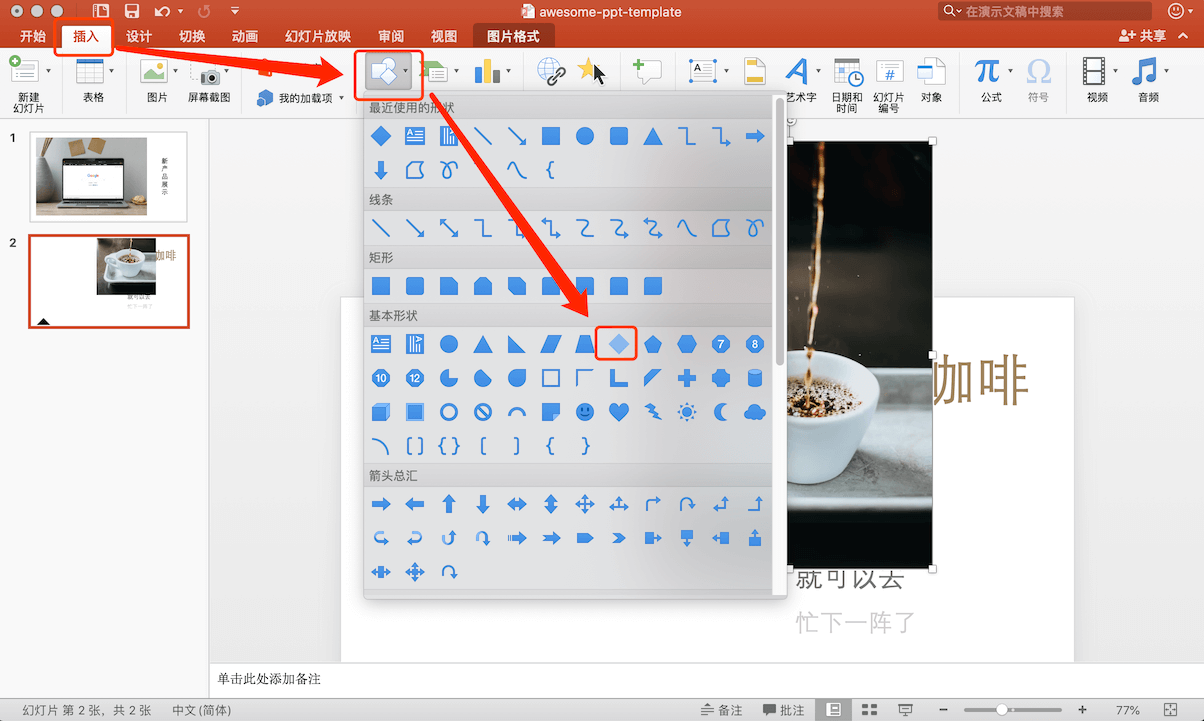 awesome-ppt-template
在演示文稿中搜索
开始
插入
设计
切换
动画
幻灯片放映
审阅
视图
图片格式
共享
新建
幻灯片
表格
图片
屏幕截图
我的加载项
A
艺术字
日期和
时间
#
幻灯片
编号
对象
π
公式
Ω
符号
视频
音频
最近使用的形状
线条
矩形
基本形状
7
8
10
12
箭头总汇
1
新产品展示
Google
2
咖啡
就可以去
忙下一阵了
咖啡
就可以去
忙下一阵了
单击此处添加备注
幻灯片 第 2 张，共 2 张
中文(简体)
备注
批注
77%